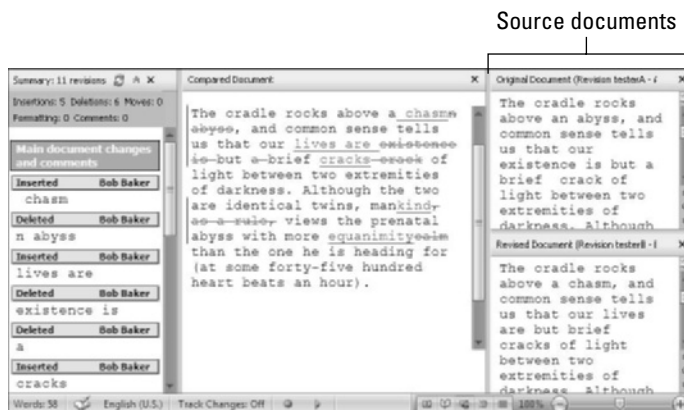 Source documents
Summary: 11 revisions
Insertions: 5 Deletions: 6 Moves: 0
Formatting: 0 Comments: 0
Main document changes
and comments
Inserted Bob Baker
chasm
Deleted Bob Baker
n abyss
Inserted Bob Baker
lives are
Deleted Bob Baker
existence is
Deleted Bob Baker
a
Inserted Bob Baker
cracks
Compared Document
The cradle rocks above a chasmn
abyss, and common sense tells
us that our lives are existence
is but a brief cracks crack of
light between two extremities
of darkness. Although the two
are identical twins, mankind,
as a rule, views the prenatal
abyss with more equanimitycalm
than the one he is heading for
(at some forty-five hundred
heart beats an hour).
Original Document (Revision testerA -
The cradle rocks
above an abyss, and
common sense tells
us that our
existence is but a
brief crack of
light between two
extremities of
darkness. Although
Revised Document (Revision testerB -
The cradle rocks
above a chasm, and
common sense tells
us that our lives
are but brief
cracks of light
between two
extremities of
darkness. Although
Words: 58 English (U.S.) Track Changes: Off 100%